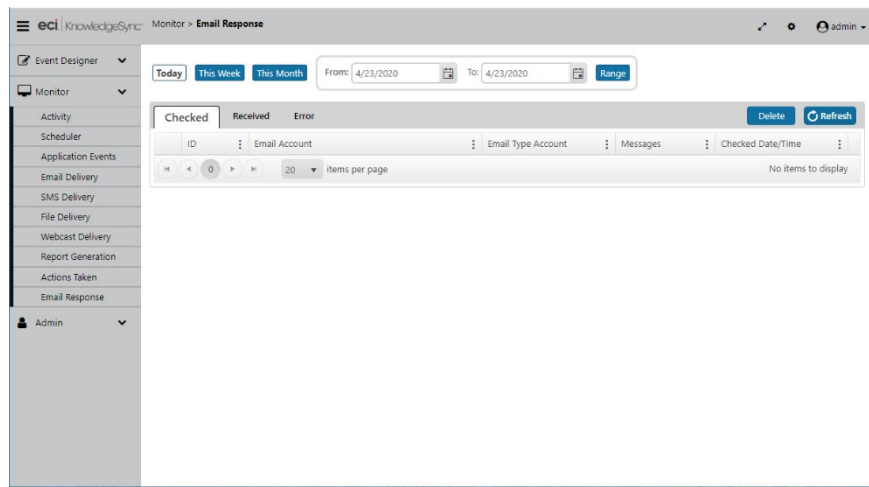 eci KnowledgeSync Monitor > Email Response admin
Event Designer
Today This Week This Month From: 4/23/2020 To: 4/23/2020 Range
Monitor
Activity
Checked Received Error Delete Refresh
Scheduler
ID Email Account Email Type Account Messages Checked Date/Time
Application Events
0 20 items per page No items to display
Email Delivery
SMS Delivery
File Delivery
Webcast Delivery
Report Generation
Actions Taken
Email Response
Admin